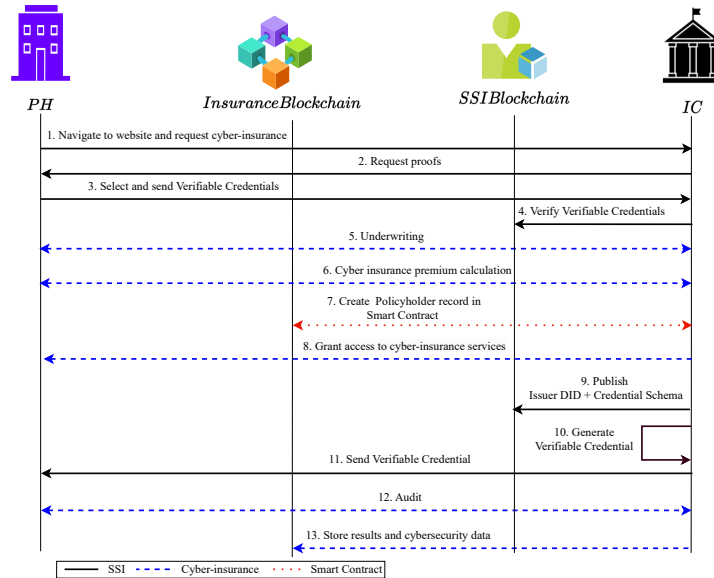 PH
InsuranceBlockchain
SSIBlockchain
IC
1. Navigate to website and request cyber-insurance
2. Request proofs
3. Select and send Verifiable Credentials
4. Verify Verifiable Credentials
5. Underwriting
6. Cyber insurance premium calculation
7. Create Policyholder record in
Smart Contract
8. Grant access to cyber-insurance services
9. Publish
Issuer DID + Credential Schema
10. Generate
Verifiable Credential
11. Send Verifiable Credential
12. Audit
13. Store results and cybersecurity data
SSI
Cyber-insurance
Smart Contract